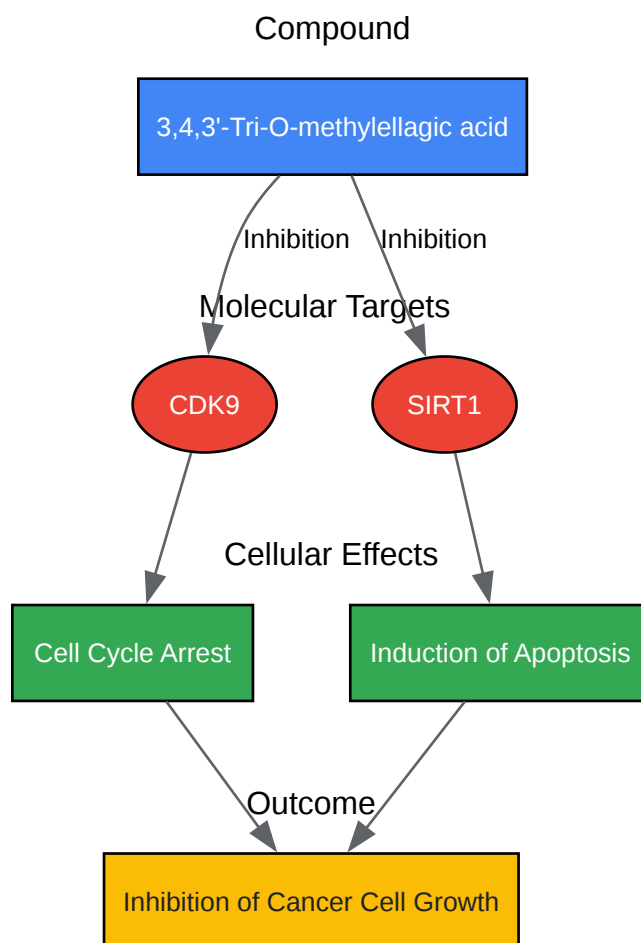 Compound
3,4,3'-Tri-O-methylellagic acid
Inhibition
Inhibition
Molecular Targets
CDK9
SIRT1
Cellular Effects
Cell Cycle Arrest
Induction of Apoptosis
Outcome
Inhibition of Cancer Cell Growth